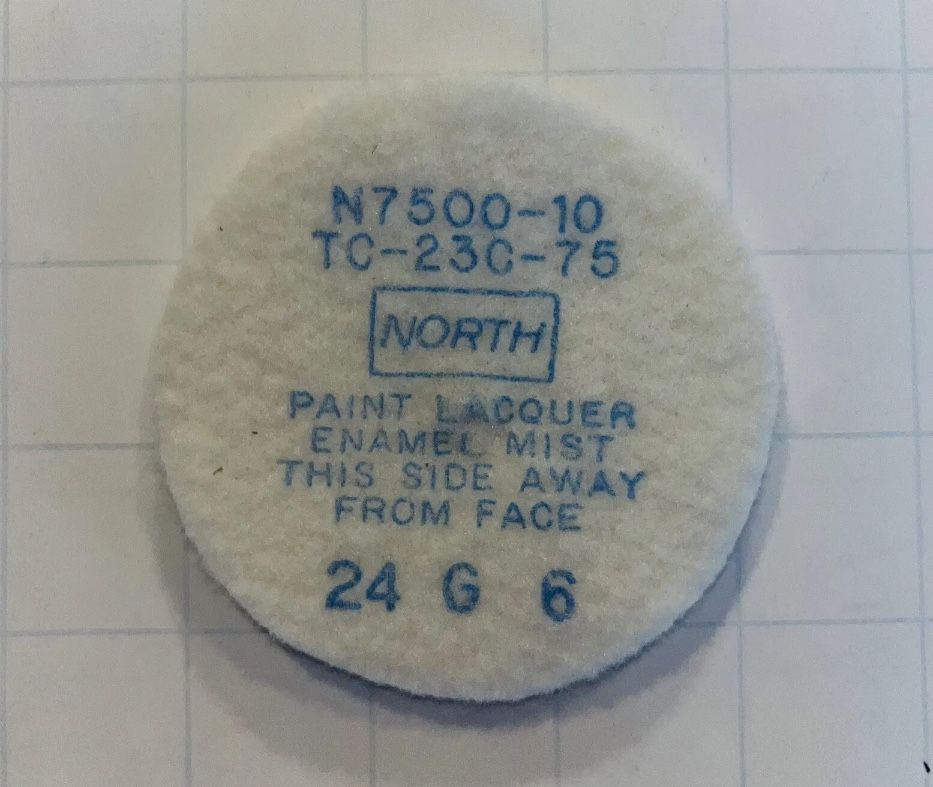 N7500-10
TC-23C-75
NORTH
PAINT LACQUER
ENAMEL MIST
THIS SIDE AWAY
FROM FACE
24 G 6